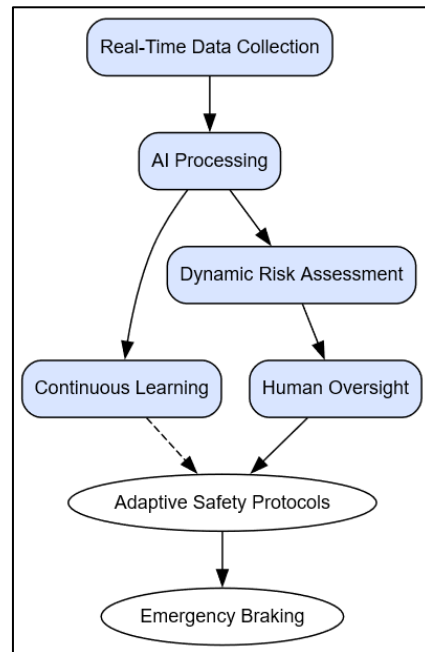 Real-Time Data Collection
AI Processing
Dynamic Risk Assessment
Continuous Learning
Human Oversight
Adaptive Safety Protocols
Emergency Braking